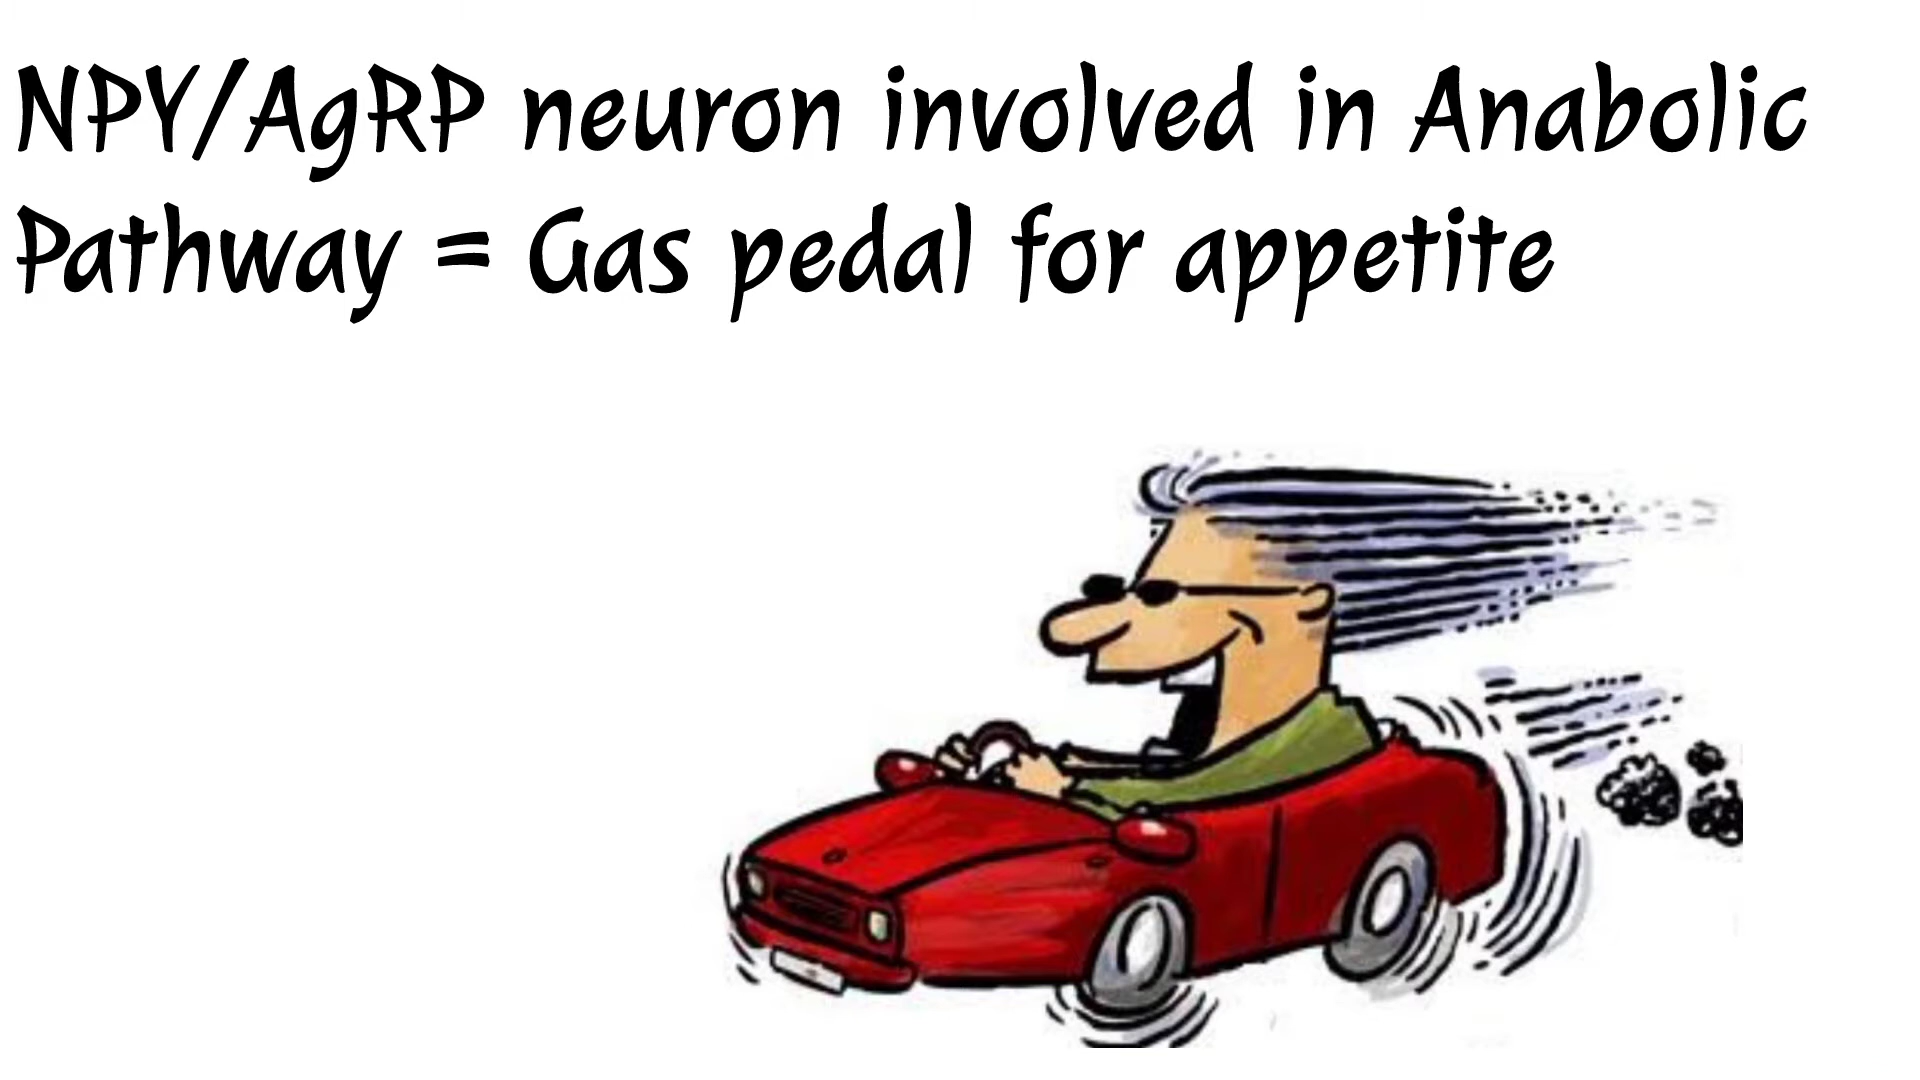 NPY/AgRP neuron involved in Anabolic
Pathway = Gas pedal for appetite